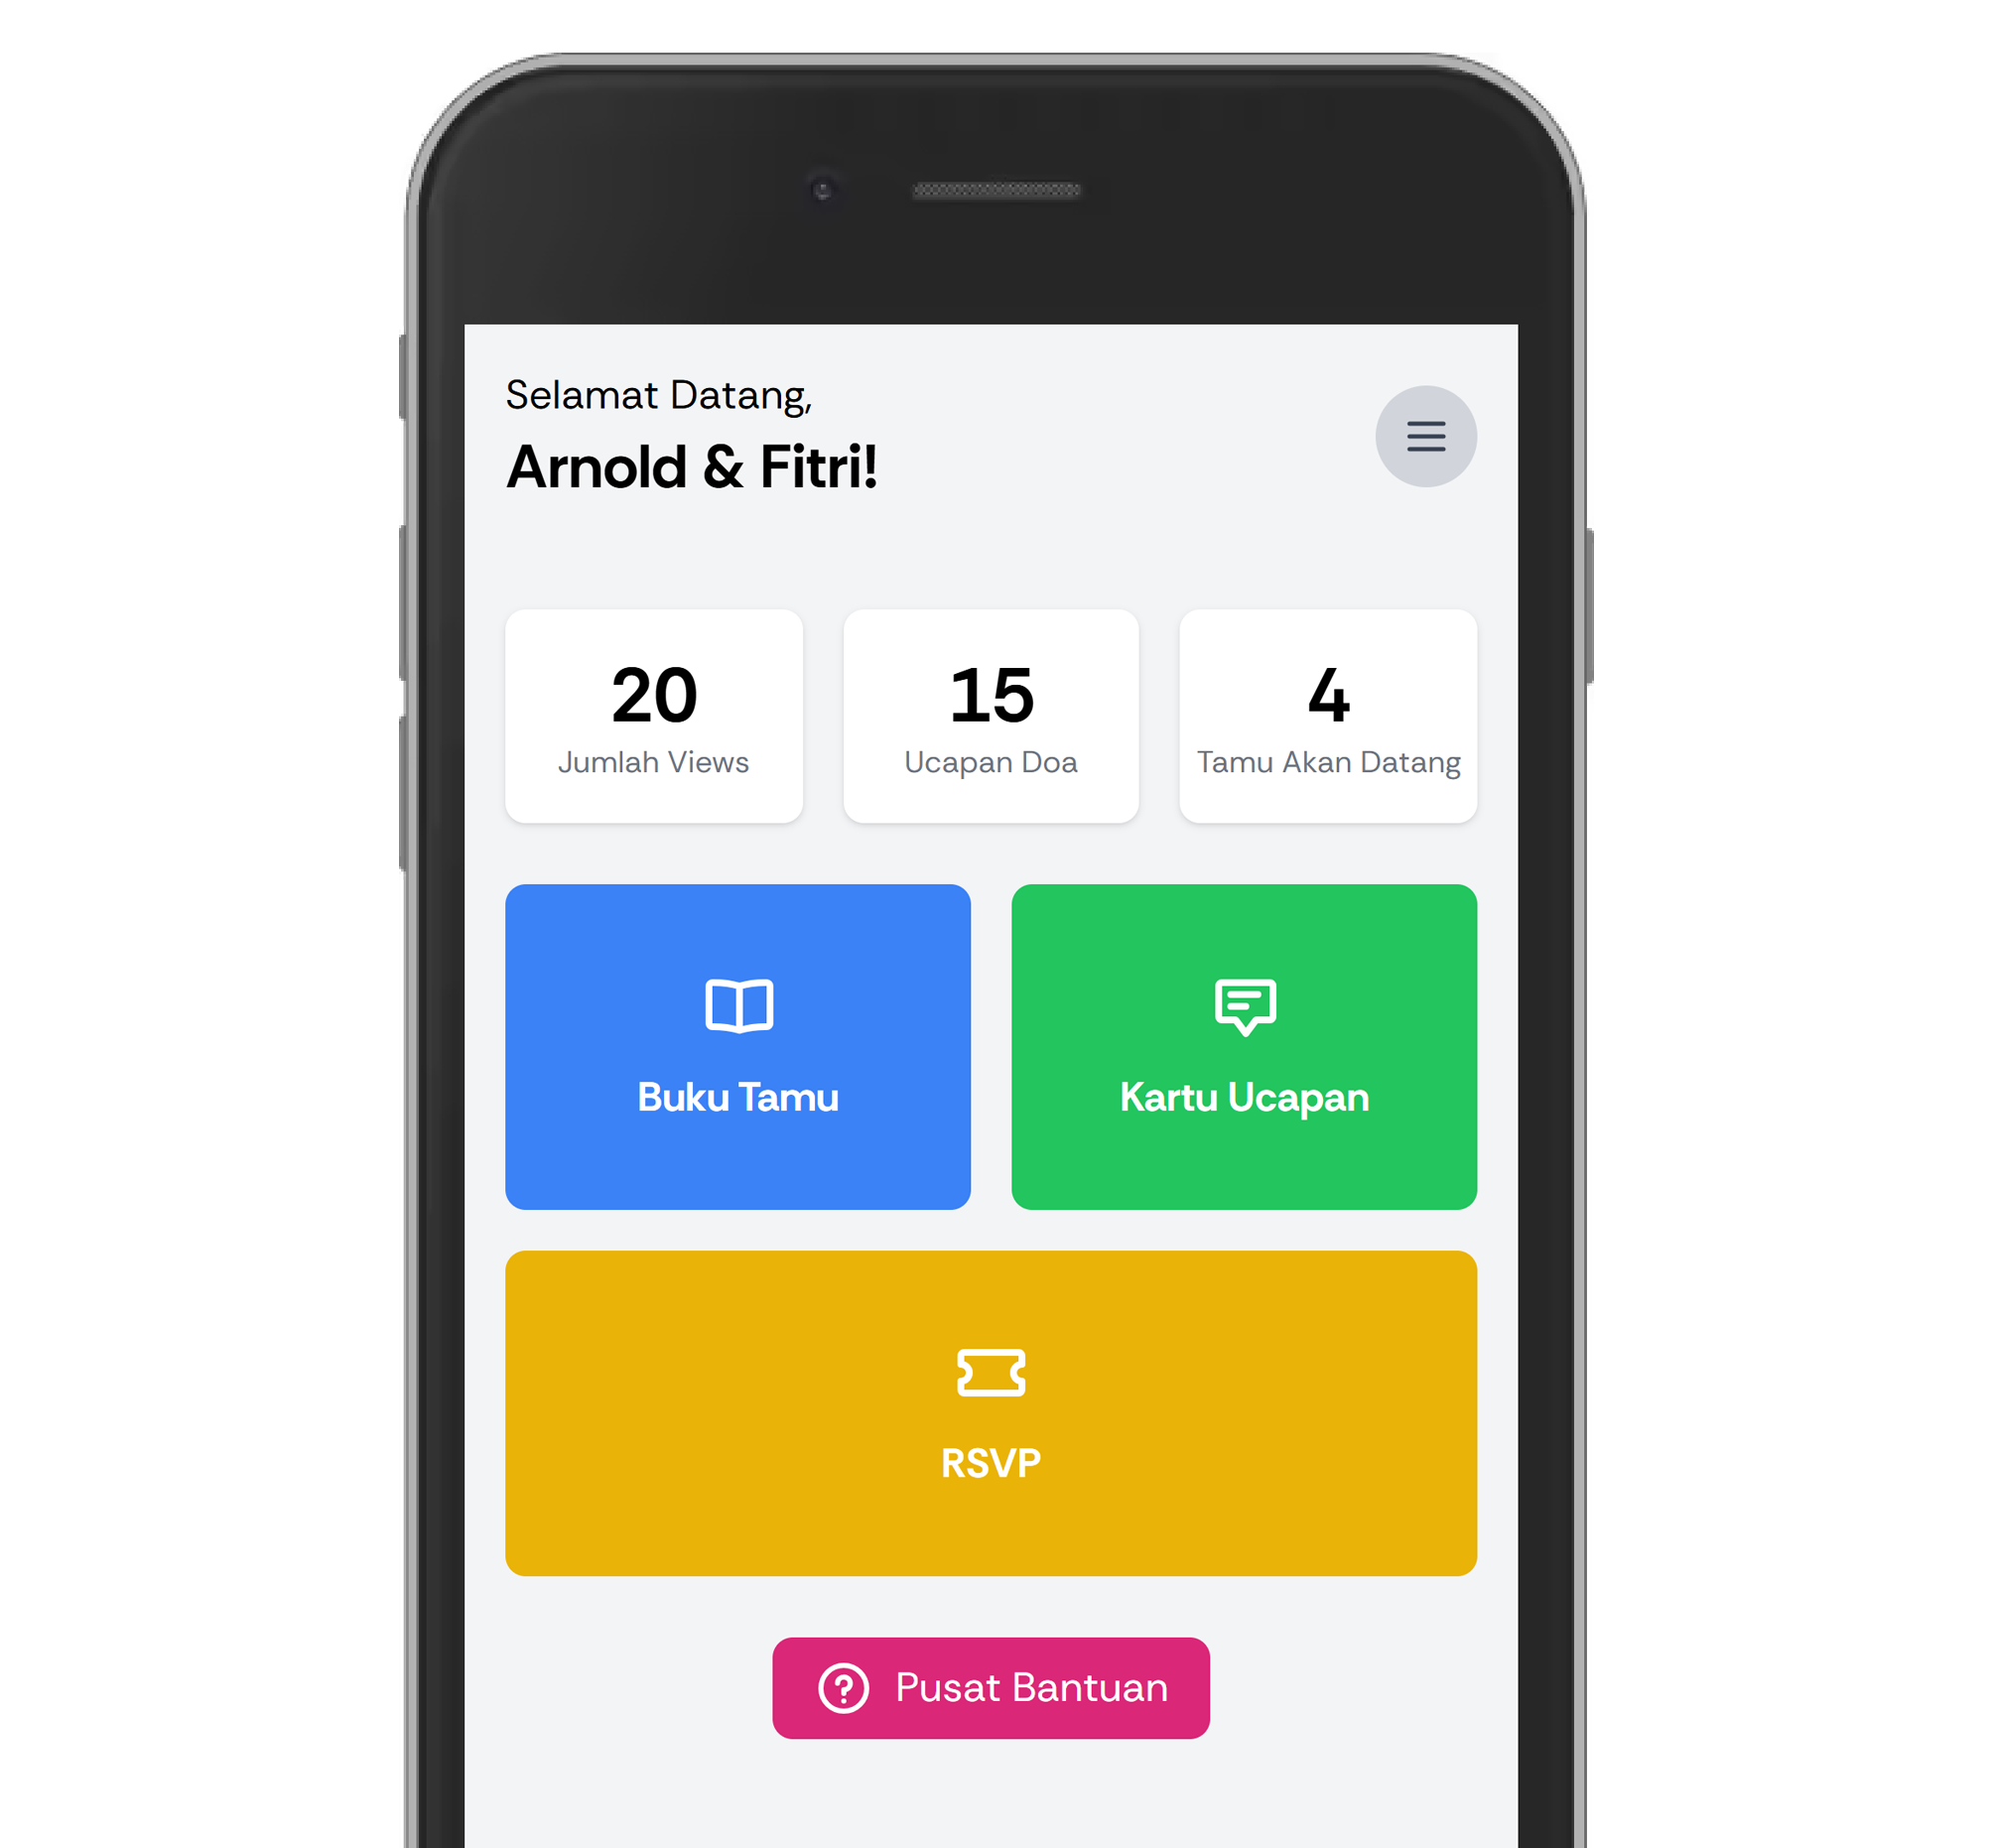 Selamat Datang,
Arnold & Fitri!
20
Jumlah Views
15
Ucapan Doa
4
Tamu Akan Datang
Buku Tamu
Kartu Ucapan
RSVP
Pusat Bantuan